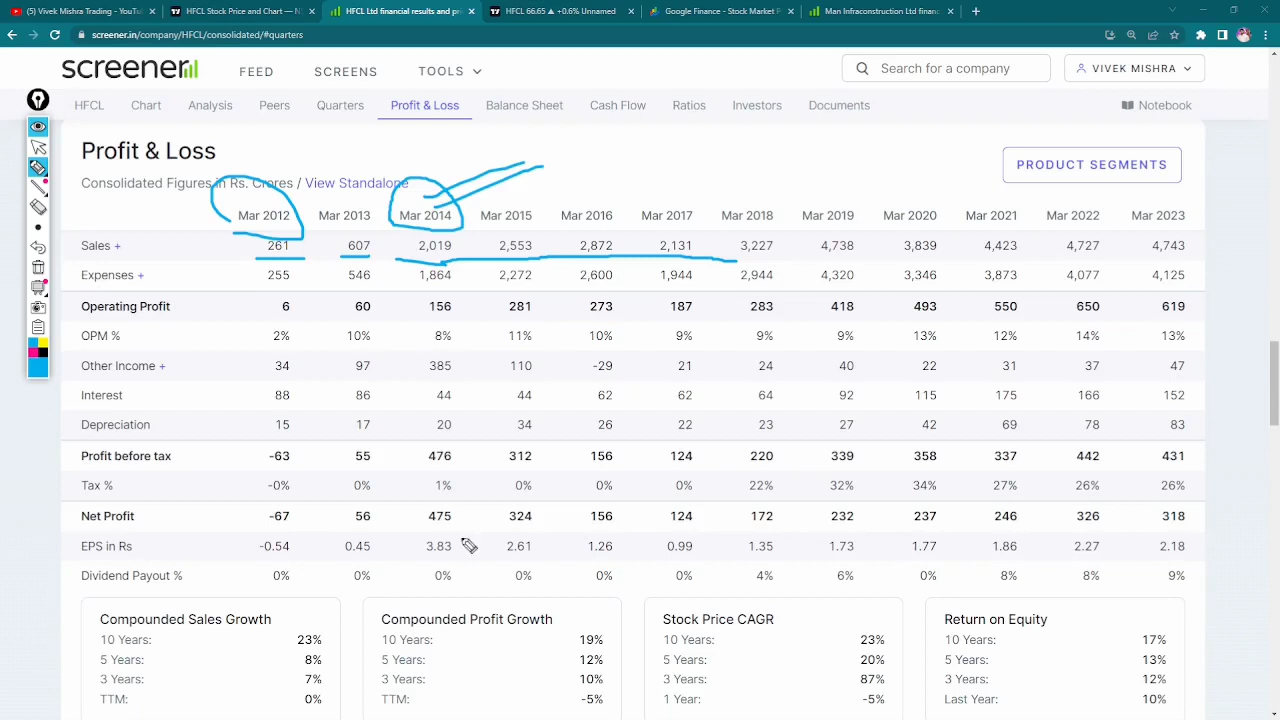 (5) Vivek Mishra Trading - YouTu
HFCL Stock Price and Chart — N
HFCL Ltd financial results and pr
HFCL 66.65 ▲ +0.6% Unnamed
Google Finance - Stock Market P
Man Infraconstruction Ltd financ
screener.in/company/HFCL/consolidated/#quarters
screener FEED SCREENS TOOLS Search for a company VIVEK MISHRA
HFCL Chart Analysis Peers Quarters Profit & Loss Balance Sheet Cash Flow Ratios Investors Documents Notebook
Profit & Loss
PRODUCT SEGMENTS
Consolidated Figures in Rs. Crores / View Standalone
Mar 2012 Mar 2013 Mar 2014 Mar 2015 Mar 2016 Mar 2017 Mar 2018 Mar 2019 Mar 2020 Mar 2021 Mar 2022 Mar 2023
Sales + 261 607 2,019 2,553 2,872 2,131 3,227 4,738 3,839 4,423 4,727 4,743
Expenses + 255 546 1,864 2,272 2,600 1,944 2,944 4,320 3,346 3,873 4,077 4,125
Operating Profit 6 60 156 281 273 187 283 418 493 550 650 619
OPM % 2% 10% 8% 11% 10% 9% 9% 9% 13% 12% 14% 13%
Other Income + 34 97 385 110 -29 21 24 40 22 31 37 47
Interest 88 86 44 44 62 62 64 92 115 175 166 152
Depreciation 15 17 20 34 26 22 23 27 42 69 78 83
Profit before tax -63 55 476 312 156 124 220 339 358 337 442 431
Tax % -0% 0% 1% 0% 0% 0% 22% 32% 34% 27% 26% 26%
Net Profit -67 56 475 324 156 124 172 232 237 246 326 318
EPS in Rs -0.54 0.45 3.83 2.61 1.26 0.99 1.35 1.73 1.77 1.86 2.27 2.18
Dividend Payout % 0% 0% 0% 0% 0% 0% 4% 6% 0% 8% 8% 9%
Compounded Sales Growth
10 Years: 23%
5 Years: 8%
3 Years: 7%
TTM: 0%
Compounded Profit Growth
10 Years: 19%
5 Years: 12%
3 Years: 10%
TTM: -5%
Stock Price CAGR
10 Years: 23%
5 Years: 20%
3 Years: 87%
1 Year: -5%
Return on Equity
10 Years: 17%
5 Years: 13%
3 Years: 12%
Last Year: 10%